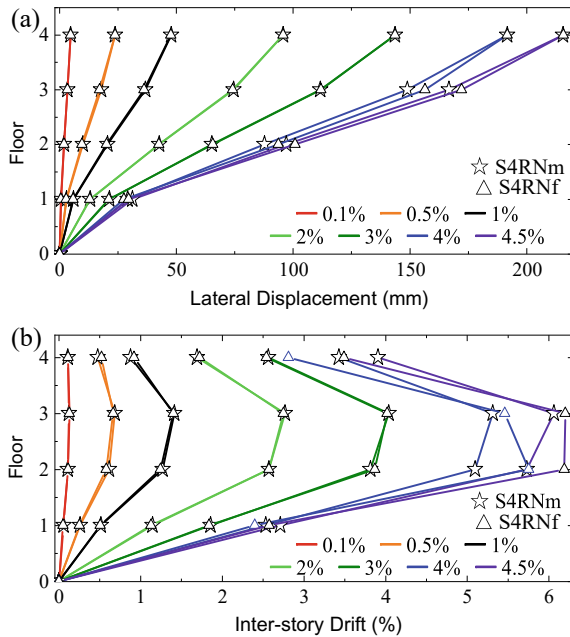 (a)
4
3
2
1
0
Floor
S4RNm
S4RNf
0.1% 0.5% 1%
2% 3% 4% 4.5%
0 50 100 150 200
Lateral Displacement (mm)
(b)
4
3
2
1
0
Floor
S4RNm
S4RNf
0.1% 0.5% 1%
2% 3% 4% 4.5%
0 1 2 3 4 5 6
Inter-story Drift (%)